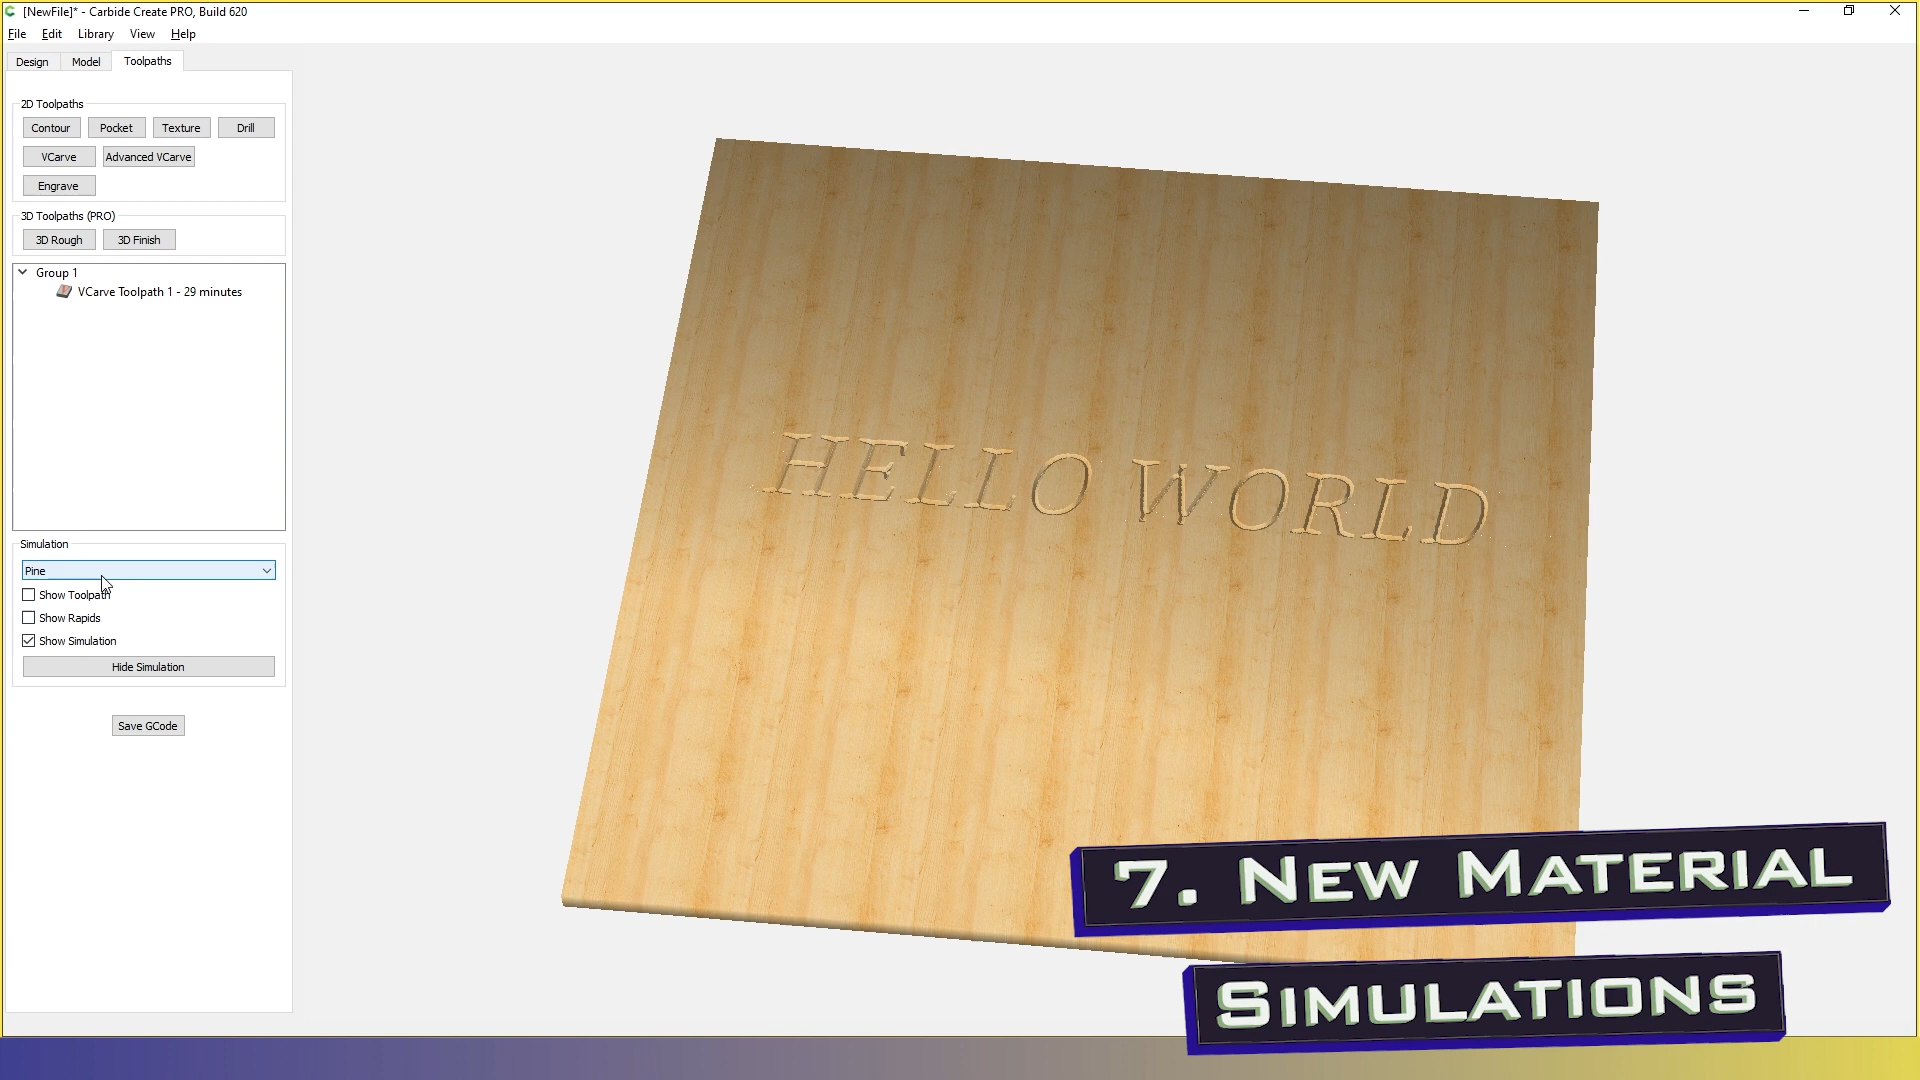 [NewFile]* - Carbide Create PRO, Build 620
File Edit Library View Help
Design Model Toolpaths
2D Toolpaths
Contour Pocket Texture Drill
VCarve Advanced VCarve
Engrave
3D Toolpaths (PRO)
3D Rough 3D Finish
Group 1
VCarve Toolpath 1 - 29 minutes
Simulation
Pine
Show Toolpath
Show Rapids
Show Simulation
Hide Simulation
Save GCode
HELLO WORLD
7. New Material
Simulations